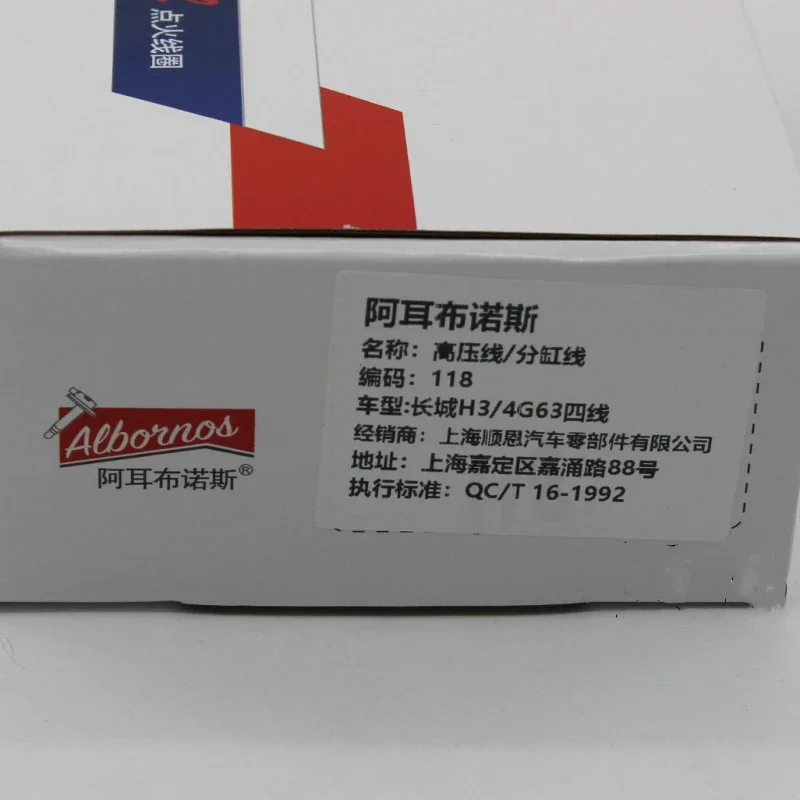 点火线圈
阿耳布诺斯
名称：高压线/分缸线
编码：118
车型:长城H3/4G63四线
经销商：上海顺恩汽车零部件有限公司
地址：上海嘉定区嘉涌路88号
执行标准：QC/T 16-1992
Albornos
阿耳布诺斯®